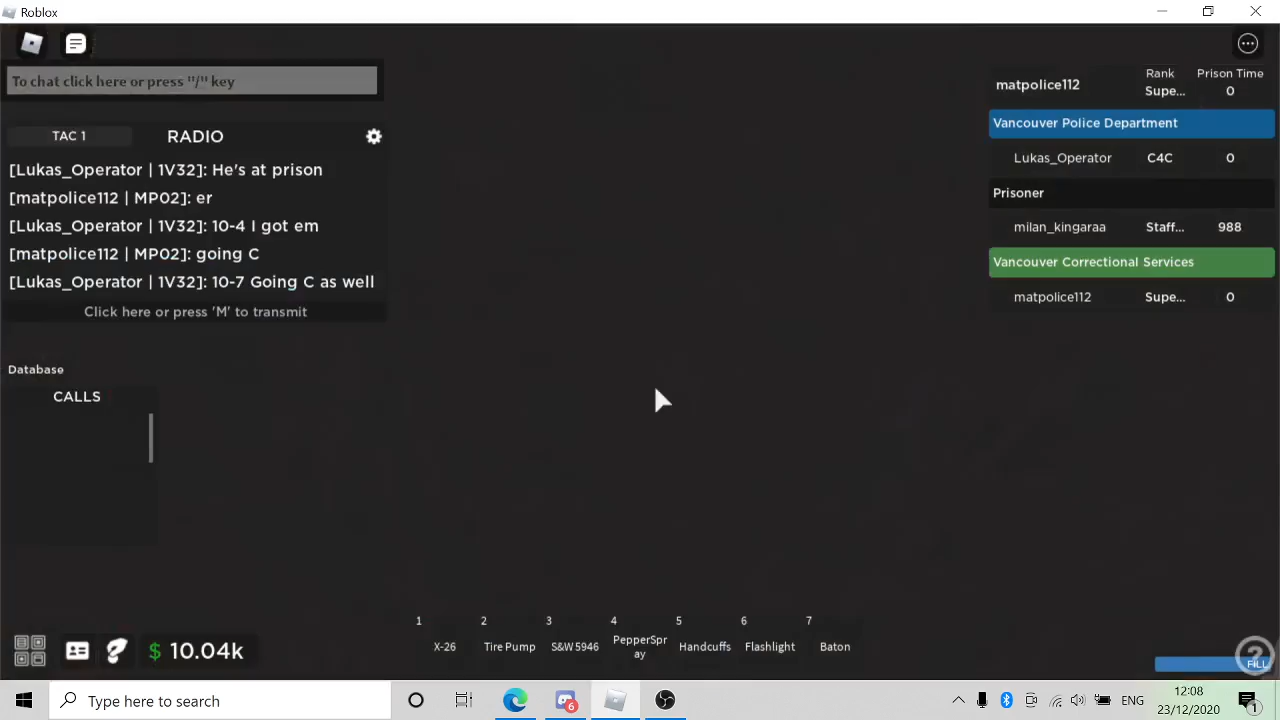 Roblox
To chat click here or press "/" key
TAC 1
RADIO
[Lukas_Operator | 1V32]: He's at prison
[matpolice112 | MP02]: er
[Lukas_Operator | 1V32]: 10-4 I got em
[matpolice112 | MP02]: going C
[Lukas_Operator | 1V32]: 10-7 Going C as well
Click here or press 'M' to transmit
Database
CALLS
Rank Prison Time
matpolice112 Supe... 0
Vancouver Police Department
Lukas_Operator C4C 0
Prisoner
milan_kingaraa Staff... 988
Vancouver Correctional Services
matpolice112 Supe... 0
$ 10.04k
1 2 3 4 5 6 7
X-26 Tire Pump S&W 5946 PepperSpr Handcuffs Flashlight Baton
ay
?
FILL
Type here to search
6
ENG
12:08
23/12/2020
1